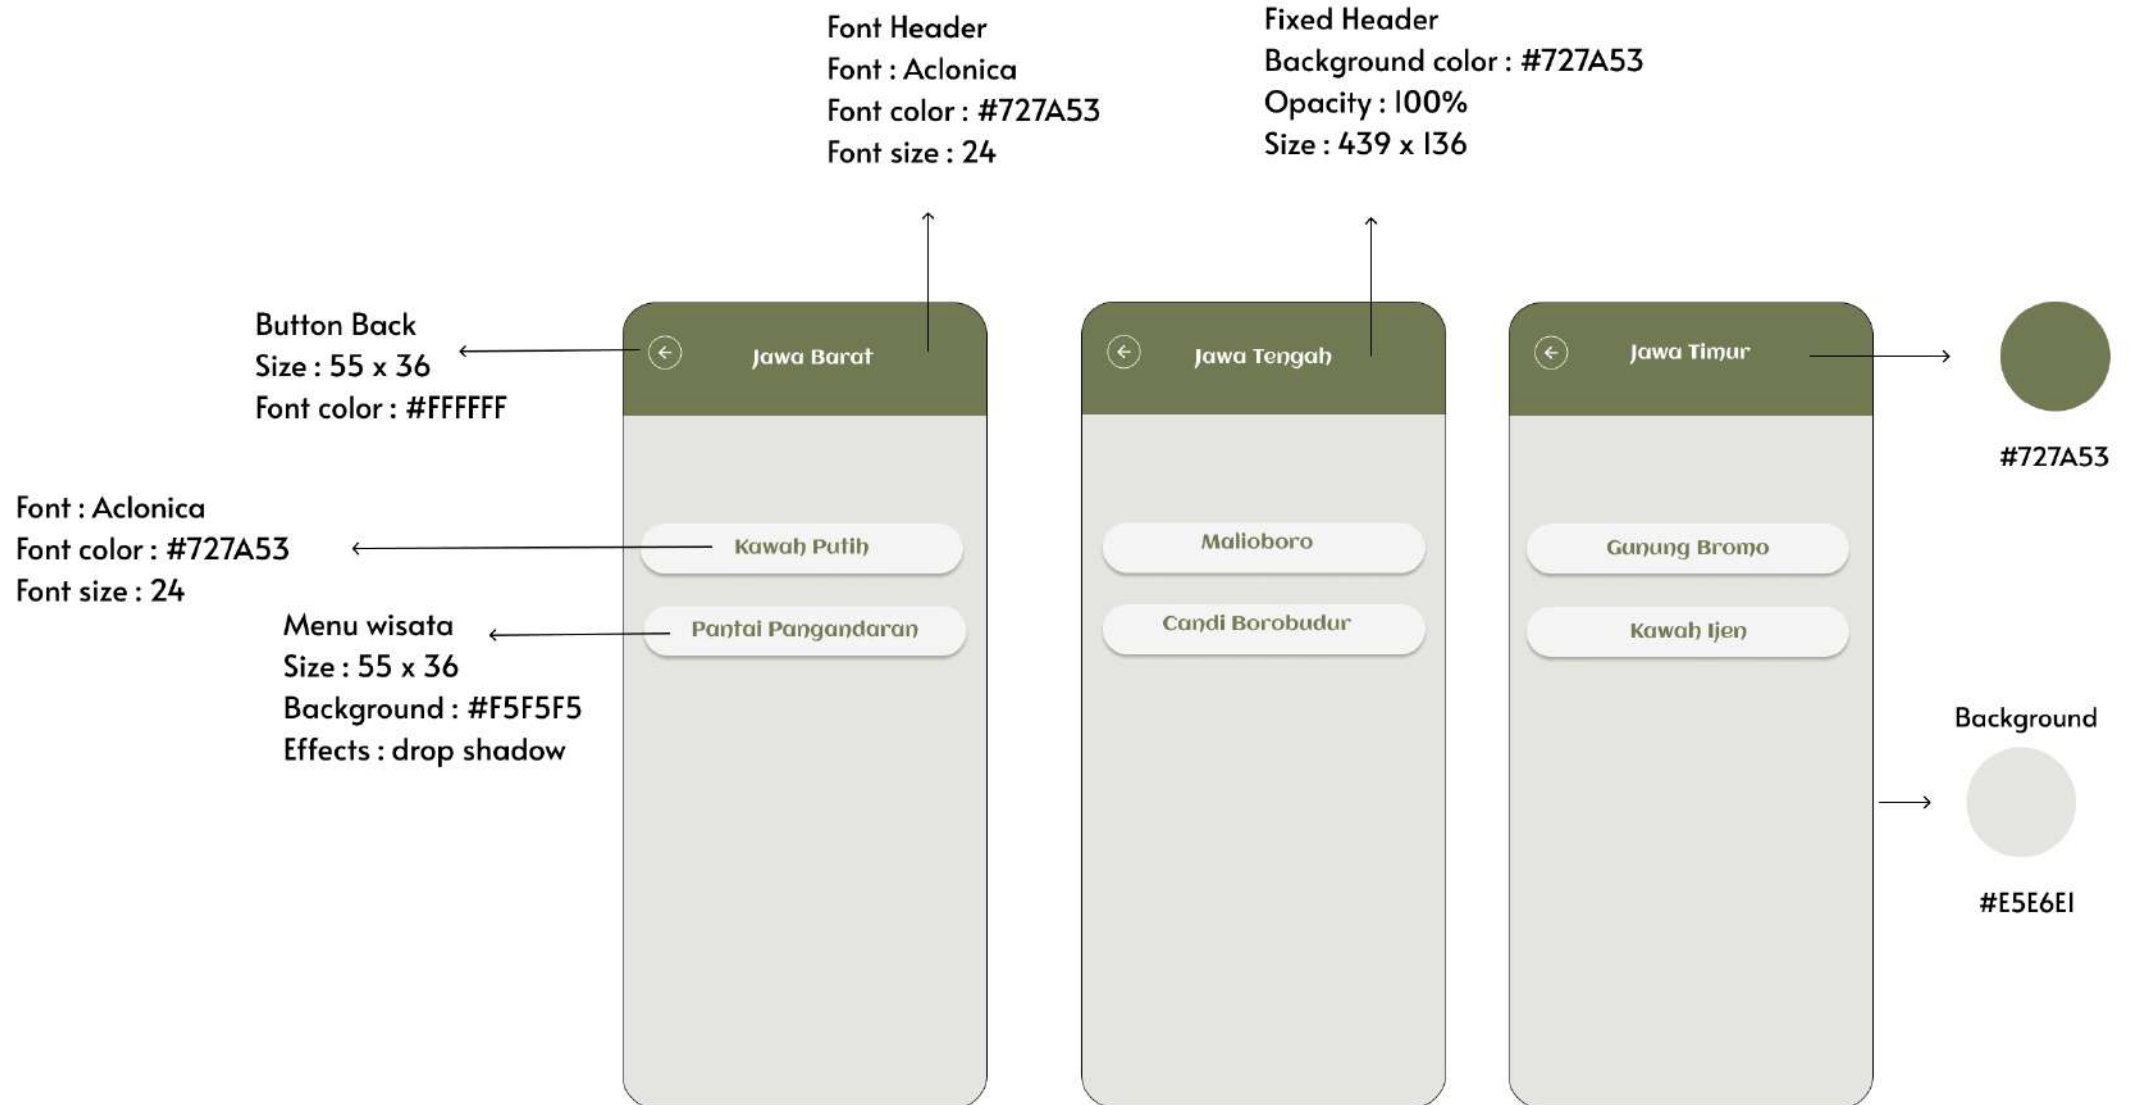 Font Header
Font : Aclonica
Font color : #727A53
Font size : 24
Fixed Header
Background color : #727A53
Opacity : 100%
Size : 439 x 136
Button Back
Size : 55 x 36
Font color : #FFFFFF
Font : Aclonica
Font color : #727A53
Font size : 24
Menu wisata
Size : 55 x 36
Background : #F5F5F5
Effects : drop shadow
Jawa Barat
Kawah Putih
Pantai Pangandaran
Jawa Tengah
Malioboro
Candi Borobudur
Jawa Timur
Gunung Bromo
Kawah Ijen
#727A53
Background
#E5E6E1